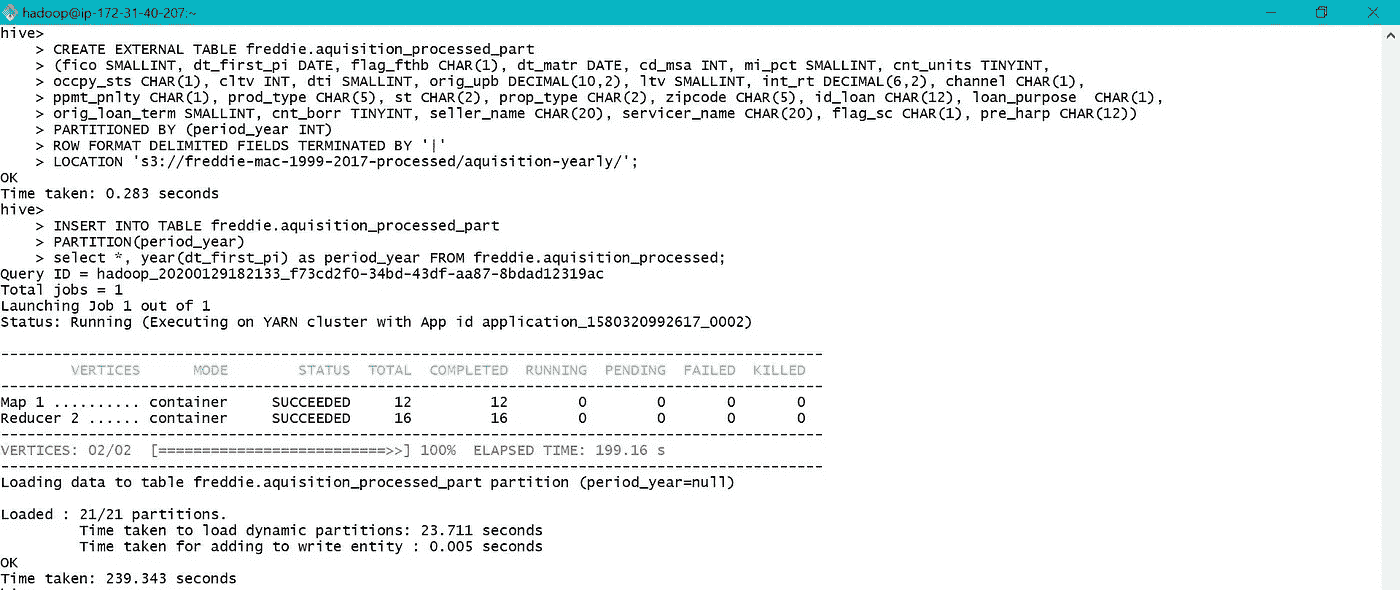 hadoop@ip-172-31-40-207:~
hive>
    > CREATE EXTERNAL TABLE freddie.aquisition_processed_part
    > (fico SMALLINT, dt_first_pi DATE, flag_fthb CHAR(1), dt_matr DATE, cd_msa INT, mi_pct SMALLINT, cnt_units TINYINT,
    > occpy_sts CHAR(1), cltv INT, dti SMALLINT, orig_upb DECIMAL(10,2), ltv SMALLINT, int_rt DECIMAL(6,2), channel CHAR(1),
    > ppmt_pnlty CHAR(1), prod_type CHAR(5), st CHAR(2), prop_type CHAR(2), zipcode CHAR(5), id_loan CHAR(12), loan_purpose  CHAR(1),
    > orig_loan_term SMALLINT, cnt_borr TINYINT, seller_name CHAR(20), servicer_name CHAR(20), flag_sc CHAR(1), pre_harp CHAR(12))
    > PARTITIONED BY (period_year INT)
    > ROW FORMAT DELIMITED FIELDS TERMINATED BY '|'
    > LOCATION 's3://freddie-mac-1999-2017-processed/aquisition-yearly/';
OK
Time taken: 0.283 seconds
hive>
    > INSERT INTO TABLE freddie.aquisition_processed_part
    > PARTITION(period_year)
    > select *, year(dt_first_pi) as period_year FROM freddie.aquisition_processed;
Query ID = hadoop_20200129182133_f73cd2f0-34bd-43df-aa87-8bdad12319ac
Total jobs = 1
Launching Job 1 out of 1
Status: Running (Executing on YARN cluster with App id application_1580320992617_0002)
----------------------------------------------------------------------------------------------
        VERTICES      MODE        STATUS  TOTAL  COMPLETED  RUNNING  PENDING  FAILED  KILLED
----------------------------------------------------------------------------------------------
Map 1 .......... container     SUCCEEDED     12         12        0        0       0       0
Reducer 2 ...... container     SUCCEEDED     16         16        0        0       0       0
----------------------------------------------------------------------------------------------
VERTICES: 02/02  [==========================>>] 100%  ELAPSED TIME: 199.16 s
----------------------------------------------------------------------------------------------
Loading data to table freddie.aquisition_processed_part partition (period_year=null)
Loaded : 21/21 partitions.
         Time taken to load dynamic partitions: 23.711 seconds
         Time taken for adding to write entity : 0.005 seconds
OK
Time taken: 239.343 seconds